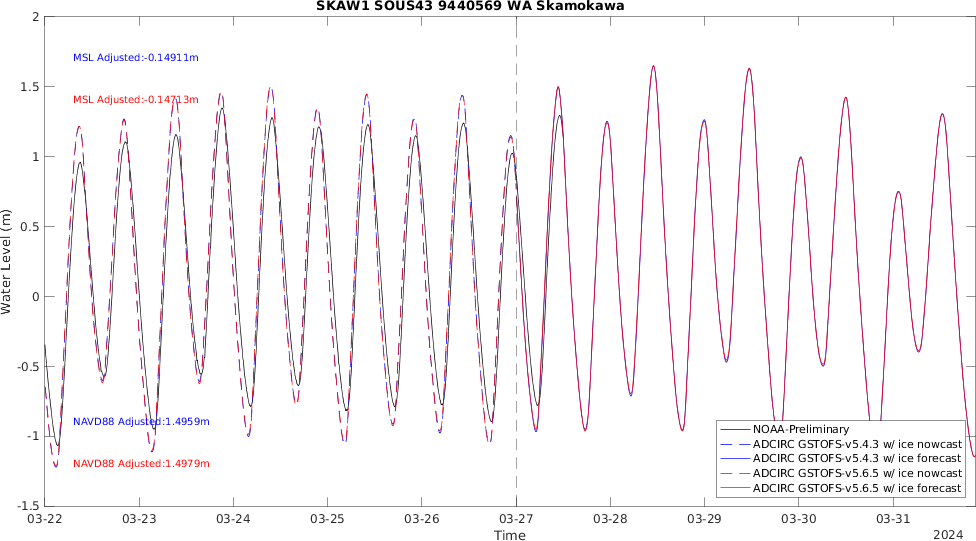 SKAW1 SOUS43 9440569 WA Skamokawa
2
1.5
1
0.5
0
-0.5
-1
-1.5
Water Level (m)
MSL Adjusted:-0.14911m
MSL Adjusted:-0.14713m
NAVD88 Adjusted:1.4959m
NAVD88 Adjusted:1.4979m
NOAA-Preliminary
ADCIRC GSTOFS-v5.4.3 w/ ice nowcast
ADCIRC GSTOFS-v5.4.3 w/ ice forecast
ADCIRC GSTOFS-v5.6.5 w/ ice nowcast
ADCIRC GSTOFS-v5.6.5 w/ ice forecast
03-22 03-23 03-24 03-25 03-26 03-27 03-28 03-29 03-30 03-31
Time
2024